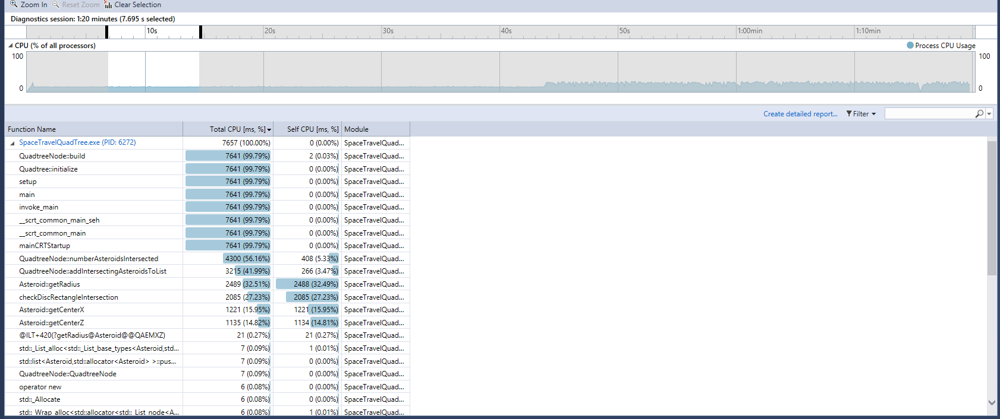 Zoom In Reset Zoom Clear Selection
Diagnostics session: 1:20 minutes (7.695 s selected)
10s 20s 30s 40s 50s 1:00min 1:10min
CPU (% of all processors) Process CPU Usage
100 100
0 0
Create detailed report... Filter
Function Name Total CPU [ms, %] Self CPU [ms, %] Module
SpaceTravelQuadTree.exe (PID: 6272) 7657 (100.00%) 0 (0.00%) SpaceTravelQuad...
QuadtreeNode::build 7641 (99.79%) 2 (0.03%) SpaceTravelQuad...
Quadtree::initialize 7641 (99.79%) 0 (0.00%) SpaceTravelQuad...
setup 7641 (99.79%) 0 (0.00%) SpaceTravelQuad...
main 7641 (99.79%) 0 (0.00%) SpaceTravelQuad...
invoke_main 7641 (99.79%) 0 (0.00%) SpaceTravelQuad...
__scrt_common_main_seh 7641 (99.79%) 0 (0.00%) SpaceTravelQuad...
__scrt_common_main 7641 (99.79%) 0 (0.00%) SpaceTravelQuad...
mainCRTStartup 7641 (99.79%) 0 (0.00%) SpaceTravelQuad...
QuadtreeNode::numberAsteroidsIntersected 4300 (56.16%) 408 (5.33%) SpaceTravelQuad...
QuadtreeNode::addIntersectingAsteroidsToList 3215 (41.99%) 266 (3.47%) SpaceTravelQuad...
Asteroid::getRadius 2489 (32.51%) 2488 (32.49%) SpaceTravelQuad...
checkDiscRectangleIntersection 2085 (27.23%) 2085 (27.23%) SpaceTravelQuad...
Asteroid::getCenterX 1221 (15.95%) 1221 (15.95%) SpaceTravelQuad...
Asteroid::getCenterZ 1135 (14.82%) 1134 (14.81%) SpaceTravelQuad...
@ILT+420(?getRadius@Asteroid@@QAEMXZ) 21 (0.27%) 21 (0.27%) SpaceTravelQuad...
std::_List_alloc<std::_List_base_types<Asteroid,std... 7 (0.09%) 1 (0.01%) SpaceTravelQuad...
std::list<Asteroid,std::allocator<Asteroid> >::pus... 7 (0.09%) 0 (0.00%) SpaceTravelQuad...
QuadtreeNode::QuadtreeNode 7 (0.09%) 0 (0.00%) SpaceTravelQuad...
operator new 6 (0.08%) 0 (0.00%) SpaceTravelQuad...
std::_Allocate 6 (0.08%) 0 (0.00%) SpaceTravelQuad...
std::_Wrap_alloc<std::allocator<std::_List_node<A... 6 (0.08%) 1 (0.01%) SpaceTravelQuad...